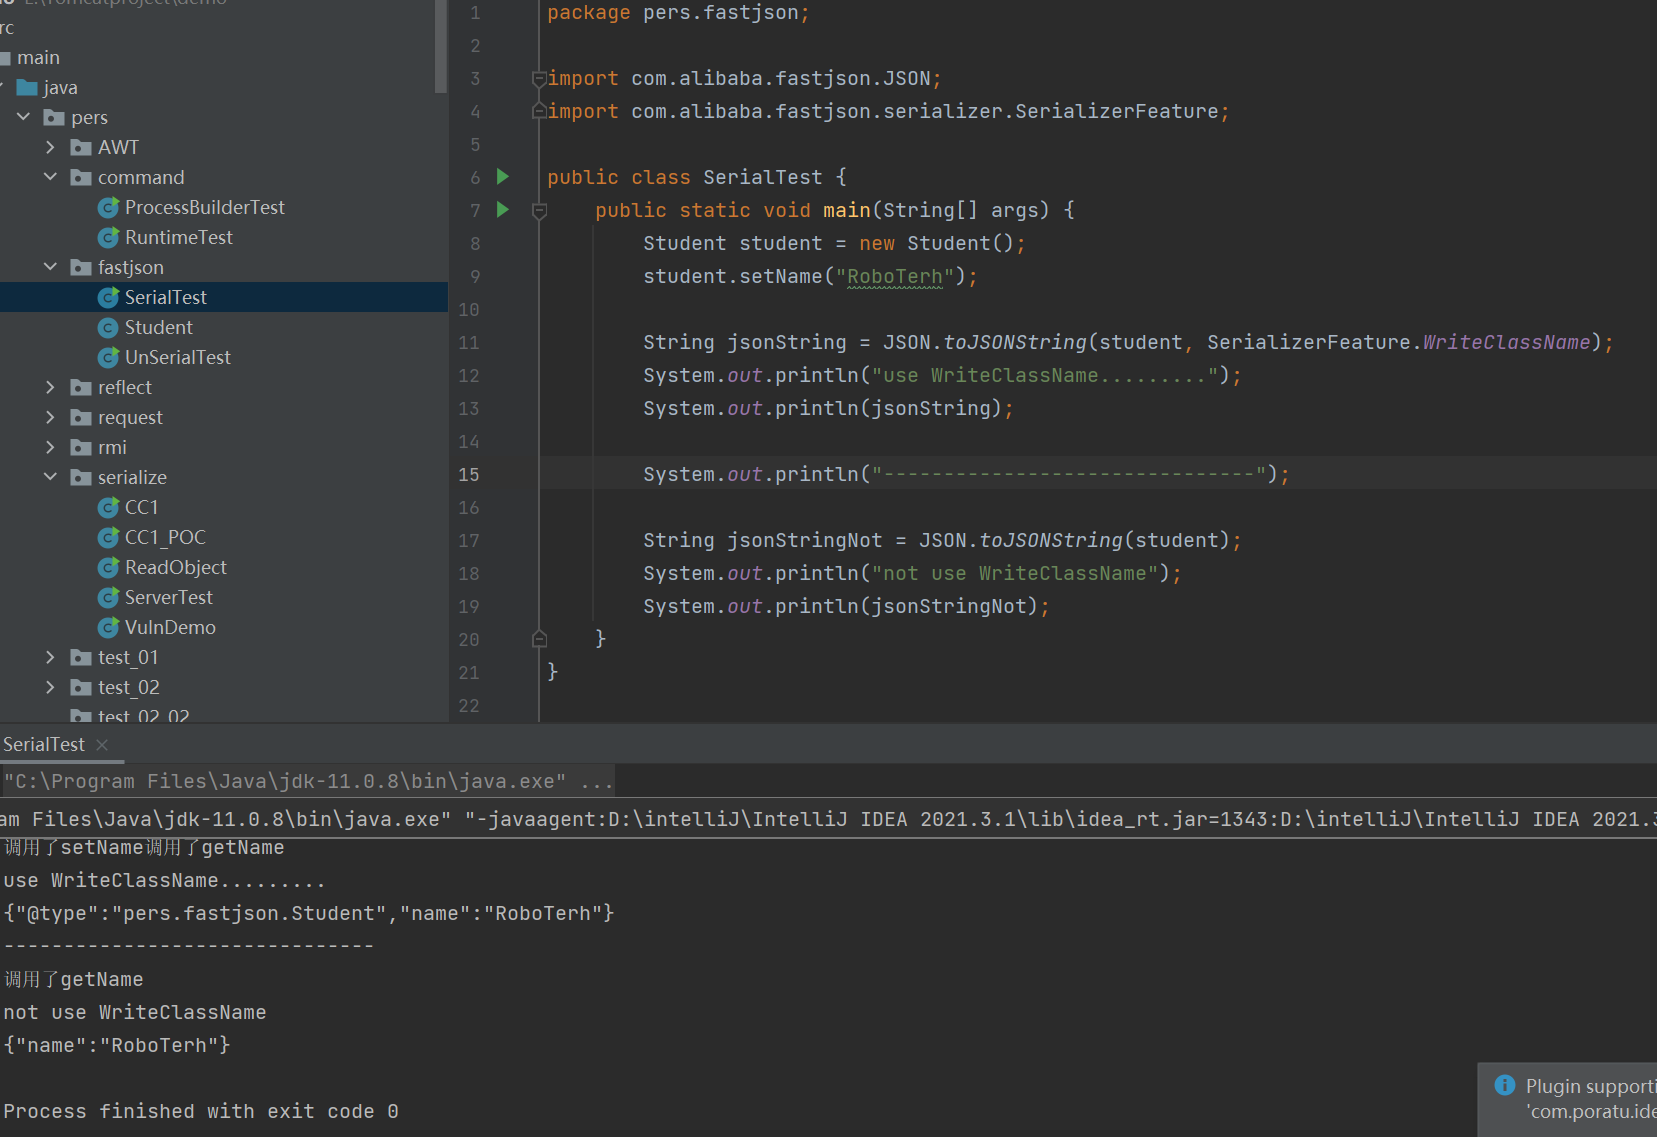 E:\Tomcatproject\demo
rc
main
java
pers
AWT
command
ProcessBuilderTest
RuntimeTest
fastjson
SerialTest
Student
UnSerialTest
reflect
request
rmi
serialize
CC1
CC1_POC
ReadObject
ServerTest
VulnDemo
test_01
test_02
test_02_02
1 package pers.fastjson;
2
3 import com.alibaba.fastjson.JSON;
4 import com.alibaba.fastjson.serializer.SerializerFeature;
5
6 public class SerialTest {
7 public static void main(String[] args) {
8 Student student = new Student();
9 student.setName("RoboTerh");
10
11 String jsonString = JSON.toJSONString(student, SerializerFeature.WriteClassName);
12 System.out.println("use WriteClassName.........");
13 System.out.println(jsonString);
14
15 System.out.println("-------------------------------");
16
17 String jsonStringNot = JSON.toJSONString(student);
18 System.out.println("not use WriteClassName");
19 System.out.println(jsonStringNot);
20 }
21 }
22
SerialTest
"C:\Program Files\Java\jdk-11.0.8\bin\java.exe" ...
am Files\Java\jdk-11.0.8\bin\java.exe" "-javaagent:D:\intelliJ\IntelliJ IDEA 2021.3.1\lib\idea_rt.jar=1343:D:\intelliJ\IntelliJ IDEA 2021.3
调用了setName调用了getName
use WriteClassName.........
{"@type":"pers.fastjson.Student","name":"RoboTerh"}
-------------------------------
调用了getName
not use WriteClassName
{"name":"RoboTerh"}
Process finished with exit code 0
Plugin supporti
'com.poratu.ide